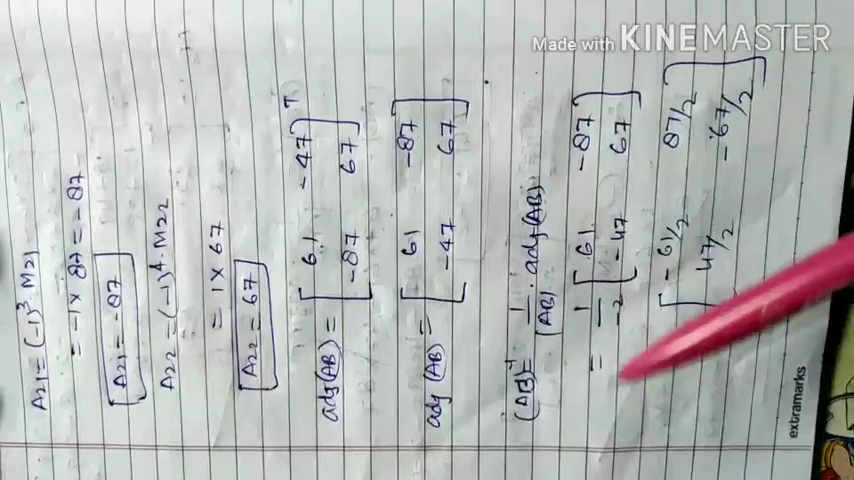 Made with KINEMASTER
A21 = (-1)^3 · M21
= -1 × 87 = -87
A21 = -87
A22 = (-1)^4 · M22
= 1 × 67
A22 = 67
adj(AB) = [ 61 -47
-87 67 ]^T
adj(AB) = [ 61 -87
-47 67 ]
(AB)^-1 = 1/|AB| · adj(AB)
= 1/-2 [ 61 -87
-47 67 ]
[ -61/2 87/2
47/2 -67/2 ]
extramarks